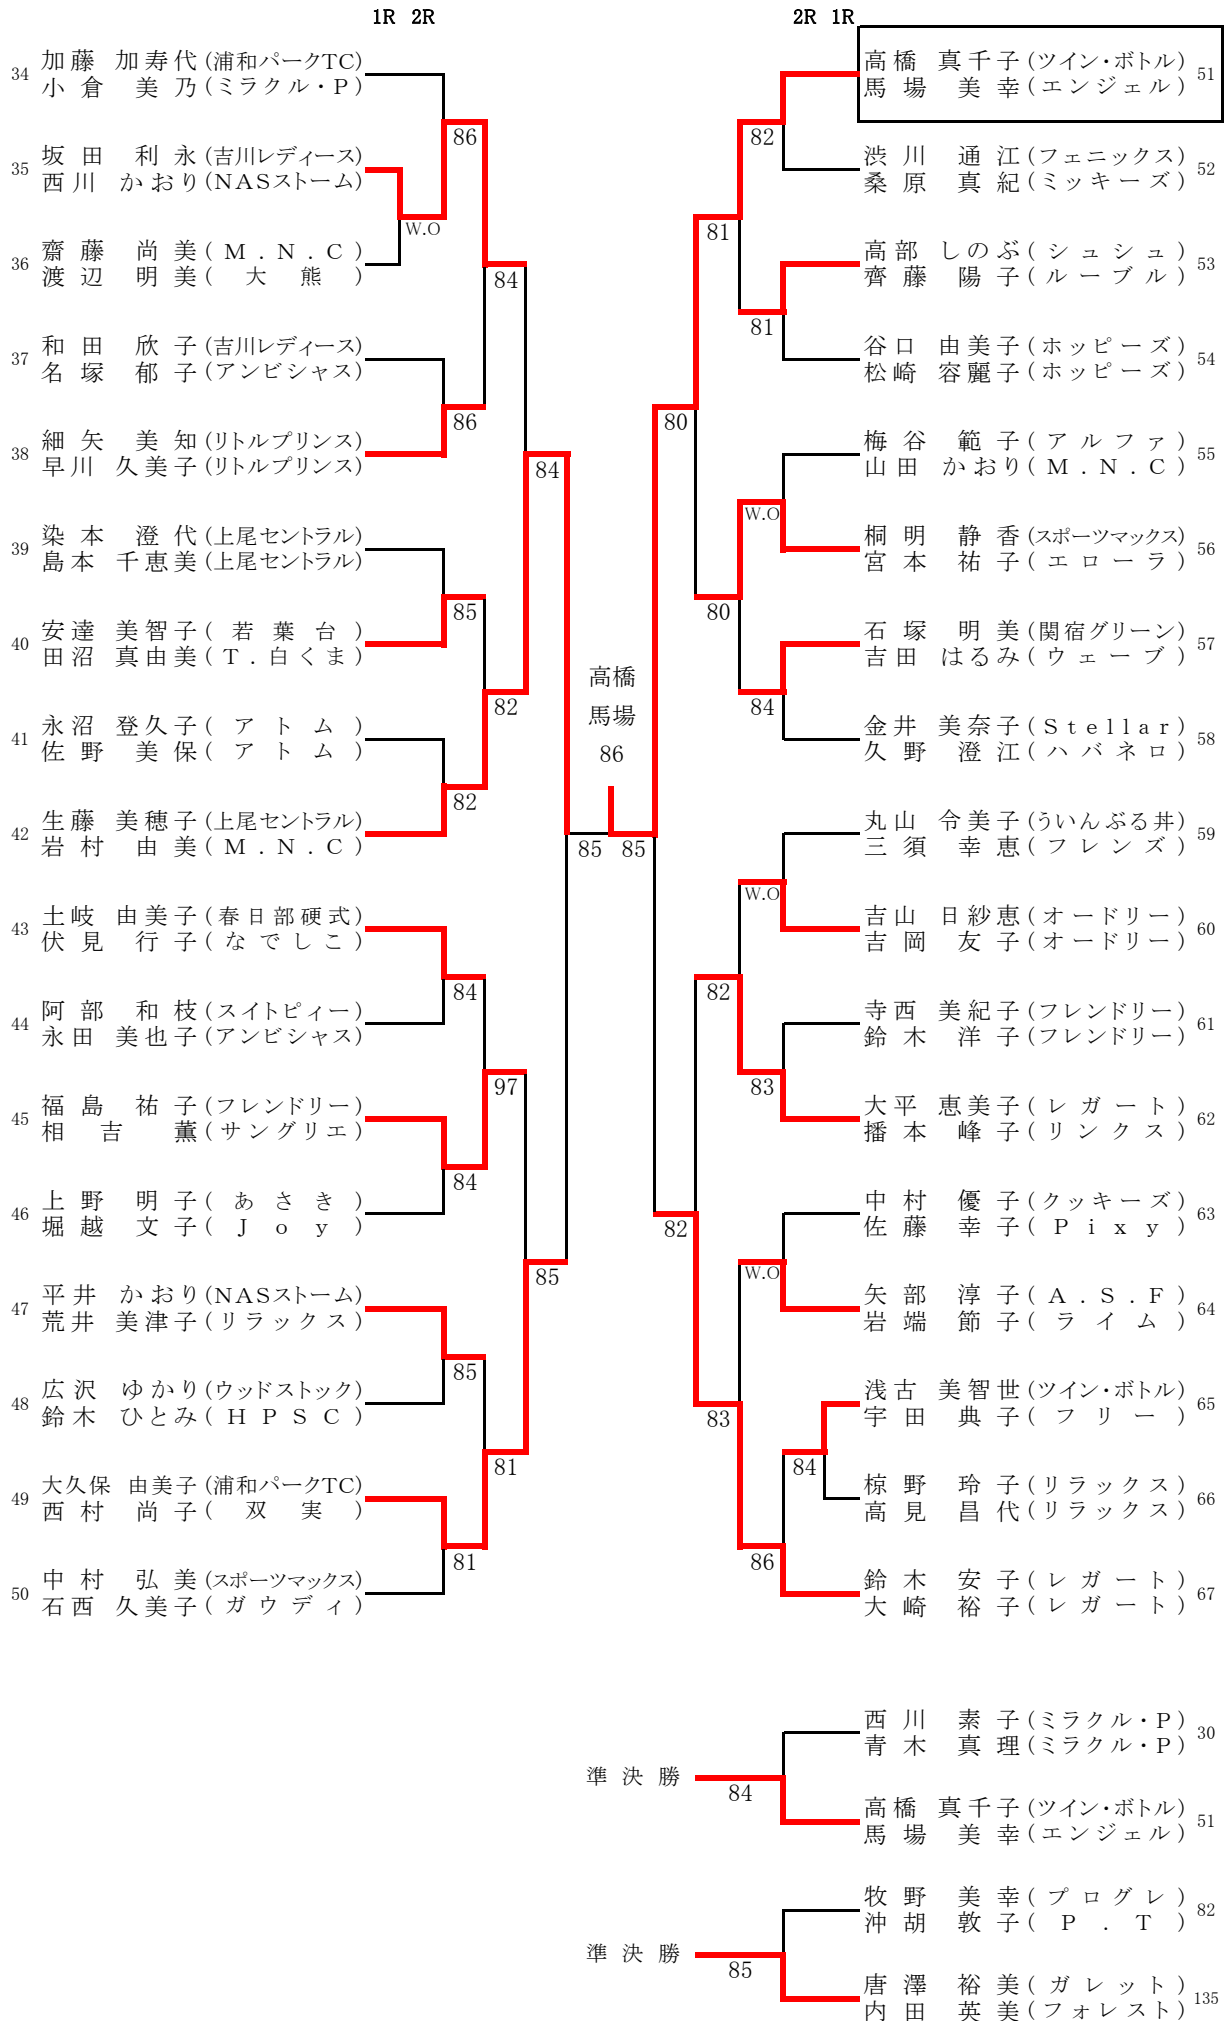 1R 2R
34 加藤 加寿代 (浦和パークTC)
小倉 美乃 (ミラクル・P)
86
35 坂田 利永 (吉川レディース)
西川 かおり (NASストーム)
W.O
36 齋藤 尚美 (M.N.C)
渡辺 明美 (大熊)
84
37 和田 欣子 (吉川レディース)
名塚 郁子 (アンビシャス)
86
38 細矢 美知 (リトルプリンス)
早川 久美子 (リトルプリンス)
84
39 染本 澄代 (上尾セントラル)
島本 千恵美 (上尾セントラル)
85
40 安達 美智子 (若葉台)
田沼 真由美 (T.白くま)
82
41 永沼 登久子 (アトム)
佐野 美保 (アトム)
82
42 生藤 美穂子 (上尾セントラル)
岩村 由美 (M.N.C)
43 土岐 由美子 (春日部硬式)
伏見 行子 (なでしこ)
84
44 阿部 和枝 (スイトピィー)
永田 美也子 (アンビシャス)
97
45 福島 祐子 (フレンドリー)
相吉 薫 (サングリエ)
84
46 上野 明子 (あさき)
堀越 文子 (Joy)
85
47 平井 かおり (NASストーム)
荒井 美津子 (リラックス)
85
48 広沢 ゆかり (ウッドストック)
鈴木 ひとみ (HPSC)
81
49 大久保 由美子 (浦和パークTC)
西村 尚子 (双実)
81
50 中村 弘美 (スポーツマックス)
石西 久美子 (ガウディ)
高橋
馬場
86
85 85
2R 1R
高橋 真千子 (ツイン・ボトル) 51
馬場 美幸 (エンジェル)
82
渋川 通江 (フェニックス) 52
桑原 真紀 (ミッキーズ)
81
高部 しのぶ (シュシュ) 53
齊藤 陽子 (ルーブル)
81
谷口 由美子 (ホッピーズ) 54
松崎 容麗子 (ホッピーズ)
80
梅谷 範子 (アルファ) 55
山田 かおり (M.N.C)
W.O
桐明 静香 (スポーツマックス) 56
宮本 祐子 (エローラ)
80
石塚 明美 (関宿グリーン) 57
吉田 はるみ (ウェーブ)
84
金井 美奈子 (Stellar) 58
久野 澄江 (ハバネロ)
丸山 令美子 (ういんぶる丼) 59
三須 幸恵 (フレンズ)
W.O
吉山 日紗恵 (オードリー) 60
吉岡 友子 (オードリー)
82
寺西 美紀子 (フレンドリー) 61
鈴木 洋子 (フレンドリー)
83
大平 恵美子 (レガート) 62
播本 峰子 (リンクス)
82
中村 優子 (クッキーズ) 63
佐藤 幸子 (Pixy)
W.O
矢部 淳子 (A.S.F) 64
岩端 節子 (ライム)
83
浅古 美智世 (ツイン・ボトル) 65
宇田 典子 (フリー)
84
椋野 玲子 (リラックス) 66
高見 昌代 (リラックス)
86
鈴木 安子 (レガート) 67
大崎 裕子 (レガート)
西川 素子 (ミラクル・P) 30
青木 真理 (ミラクル・P)
準決勝
84
高橋 真千子 (ツイン・ボトル) 51
馬場 美幸 (エンジェル)
牧野 美幸 (プログレ) 82
沖胡 敦子 (P.T)
準決勝
85
唐澤 裕美 (ガレット) 135
内田 英美 (フォレスト)